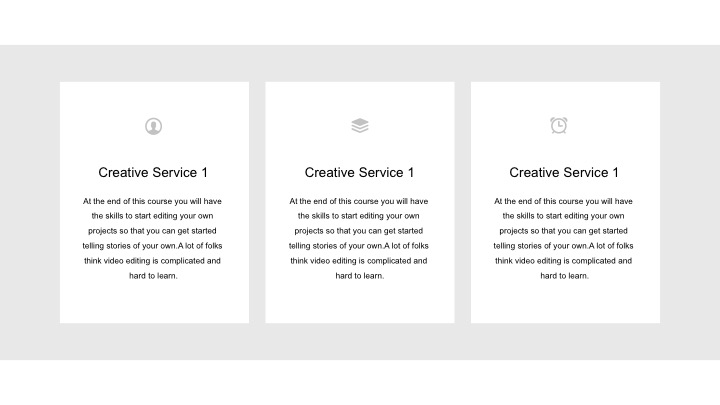 Creative Service 1
At the end of this course you will have
the skills to start editing your own
projects so that you can get started
telling stories of your own.A lot of folks
think video editing is complicated and
hard to learn.
Creative Service 1
At the end of this course you will have
the skills to start editing your own
projects so that you can get started
telling stories of your own.A lot of folks
think video editing is complicated and
hard to learn.
Creative Service 1
At the end of this course you will have
the skills to start editing your own
projects so that you can get started
telling stories of your own.A lot of folks
think video editing is complicated and
hard to learn.